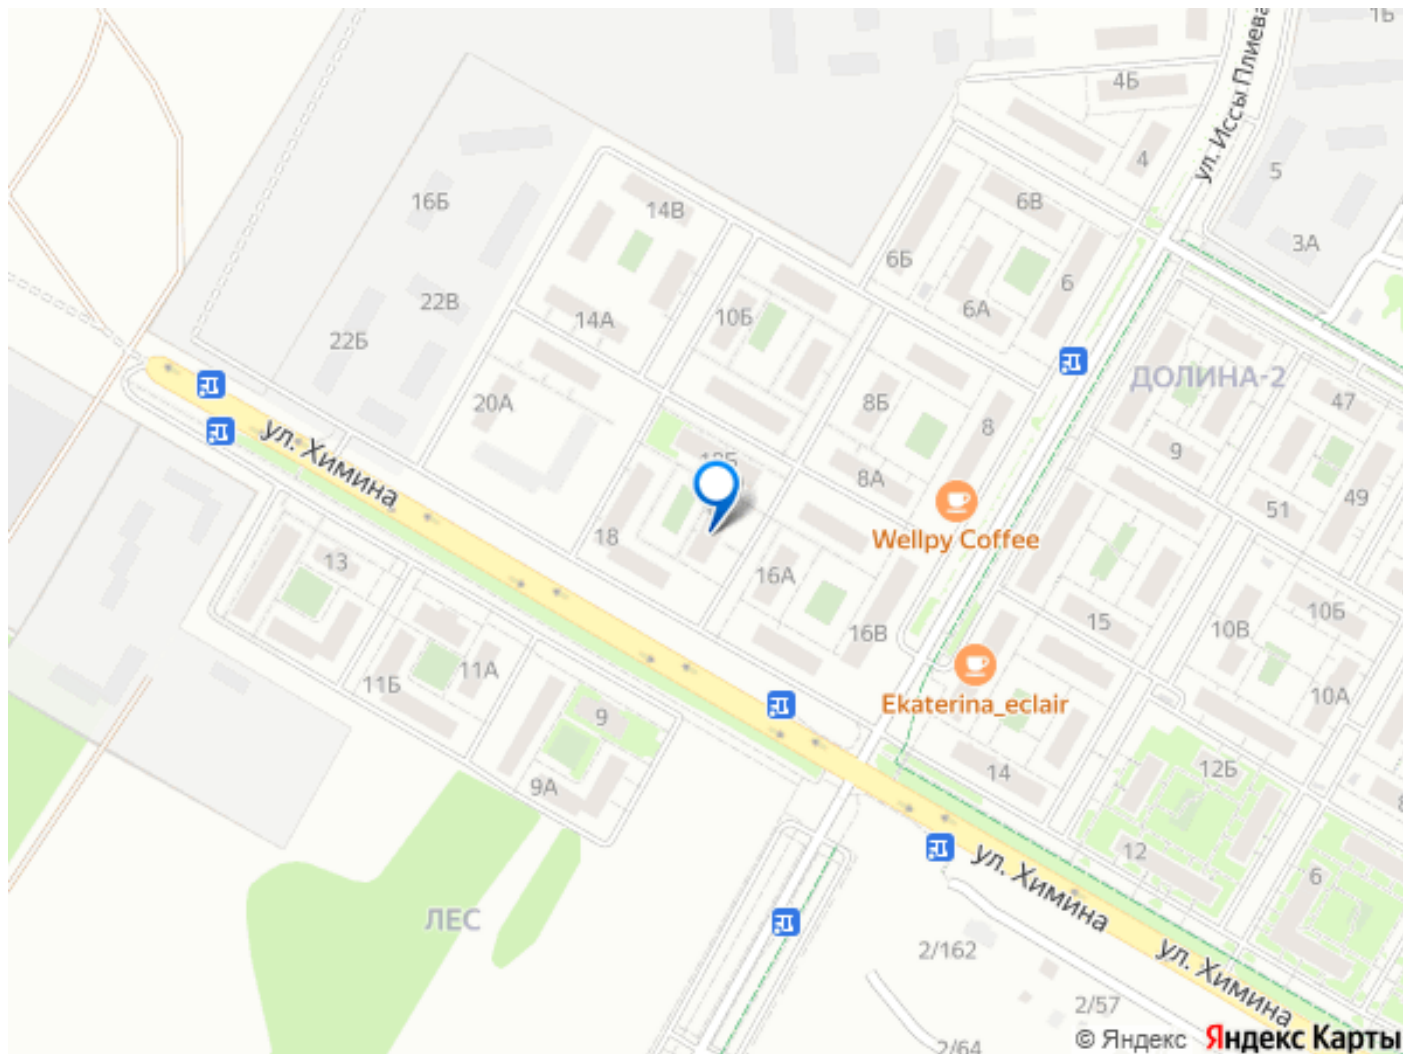 1Б
ул. Иссы Плиева
4Б
4
5
16Б
14В
6В
3А
6Б
6
22В
6А
14А
10Б
22Б
ДОЛИНА-2
20А
8Б
47
8
ул. Химина
9
8А
49
51
18
Wellpy Coffee
13
16А
10Б
15
10В
16В
11А
11Б
10А
Ekaterina_eclair
9
12Б
14
9А
12
ул. Химина
6
ЛЕС
2/162
ул. Химина
2/57
2/64
© Яндекс Яндекс Карты